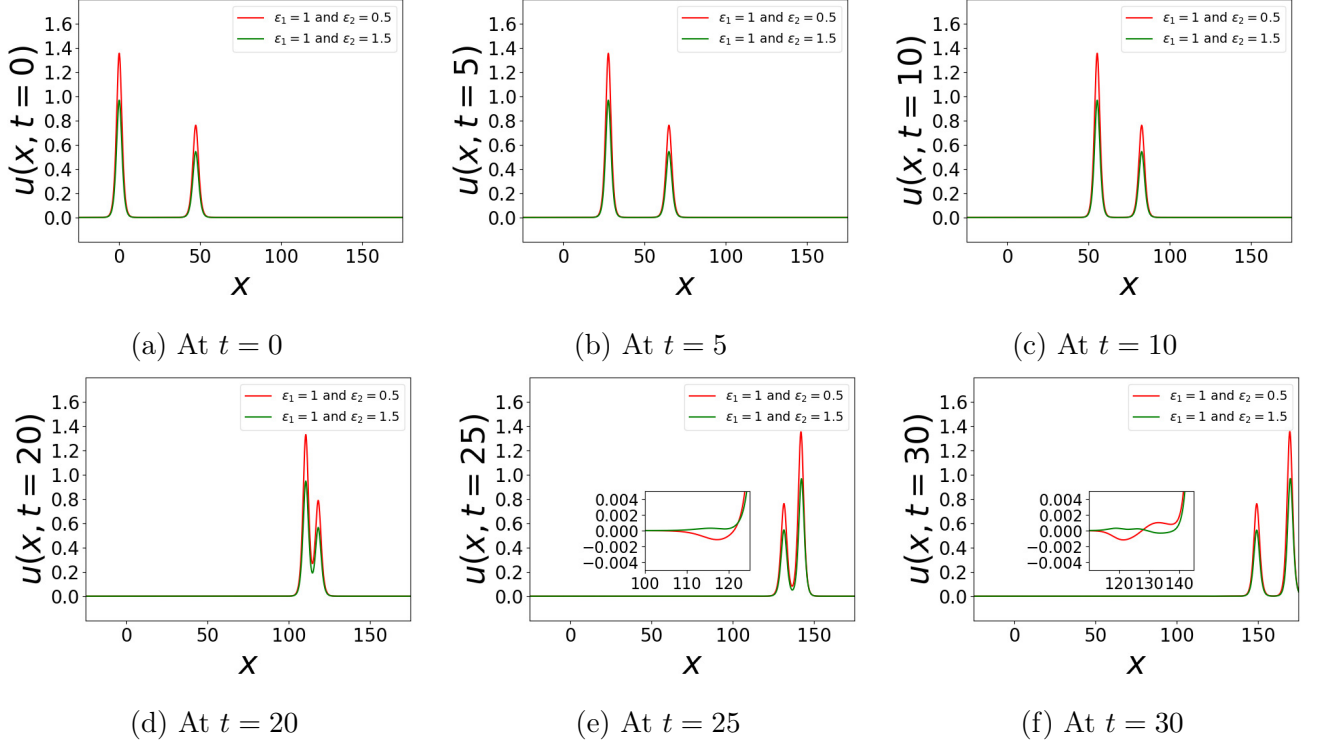 ε₁ = 1 and ε₂ = 0.5
ε₁ = 1 and ε₂ = 1.5
u(x, t = 0)
1.6
1.4
1.2
1.0
0.8
0.6
0.4
0.2
0.0
0 50 100 150
x
(a) At t = 0
ε₁ = 1 and ε₂ = 0.5
ε₁ = 1 and ε₂ = 1.5
u(x, t = 5)
1.6
1.4
1.2
1.0
0.8
0.6
0.4
0.2
0.0
0 50 100 150
x
(b) At t = 5
ε₁ = 1 and ε₂ = 0.5
ε₁ = 1 and ε₂ = 1.5
u(x, t = 10)
1.6
1.4
1.2
1.0
0.8
0.6
0.4
0.2
0.0
0 50 100 150
x
(c) At t = 10
ε₁ = 1 and ε₂ = 0.5
ε₁ = 1 and ε₂ = 1.5
u(x, t = 20)
1.6
1.4
1.2
1.0
0.8
0.6
0.4
0.2
0.0
0 50 100 150
x
(d) At t = 20
ε₁ = 1 and ε₂ = 0.5
ε₁ = 1 and ε₂ = 1.5
u(x, t = 25)
1.6
1.4
1.2
1.0
0.8
0.6
0.4
0.2
0.0
0.004
0.002
0.000
−0.002
−0.004
100 110 120
0 50 100 150
x
(e) At t = 25
ε₁ = 1 and ε₂ = 0.5
ε₁ = 1 and ε₂ = 1.5
u(x, t = 30)
1.6
1.4
1.2
1.0
0.8
0.6
0.4
0.2
0.0
0.004
0.002
0.000
−0.002
−0.004
120 130 140
0 50 100 150
x
(f) At t = 30